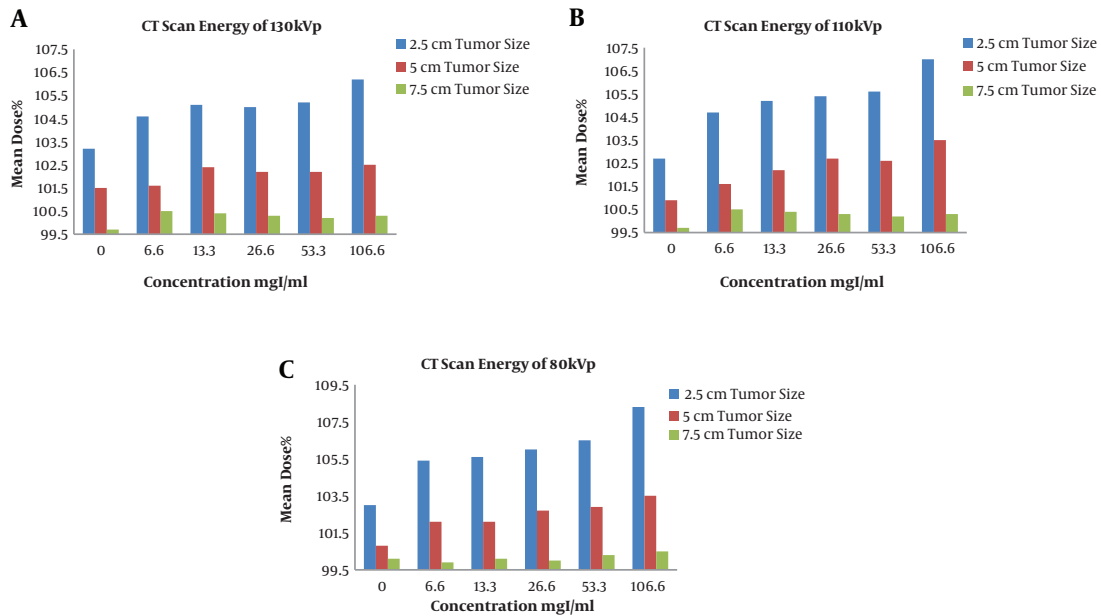 A
CT Scan Energy of 130kVp
Mean Dose%
107.5
106.5
105.5
104.5
103.5
102.5
101.5
100.5
99.5
0 6.6 13.3 26.6 53.3 106.6
Concentration mgI/ml
2.5 cm Tumor Size
5 cm Tumor Size
7.5 cm Tumor Size
B
CT Scan Energy of 110kVp
Mean Dose%
107.5
106.5
105.5
104.5
103.5
102.5
101.5
100.5
99.5
0 6.6 13.3 26.6 53.3 106.6
Concentration mgI/ml
2.5 cm Tumor Size
5 cm Tumor Size
7.5 cm Tumor Size
C
CT Scan Energy of 80kVp
Mean Dose%
109.5
107.5
105.5
103.5
101.5
99.5
0 6.6 13.3 26.6 53.3 106.6
Concentration mgI/ml
2.5 cm Tumor Size
5 cm Tumor Size
7.5 cm Tumor Size